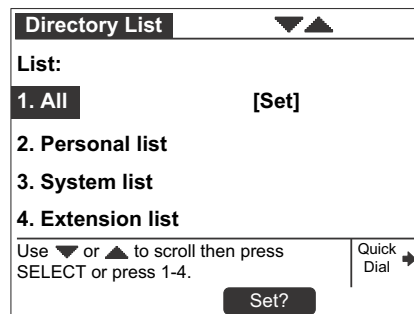 Directory List ▼▲
List:
1. All [Set]
2. Personal list
3. System list
4. Extension list
Use ▼ or ▲ to scroll then press
SELECT or press 1-4.
Quick
Dial ➧
Set?